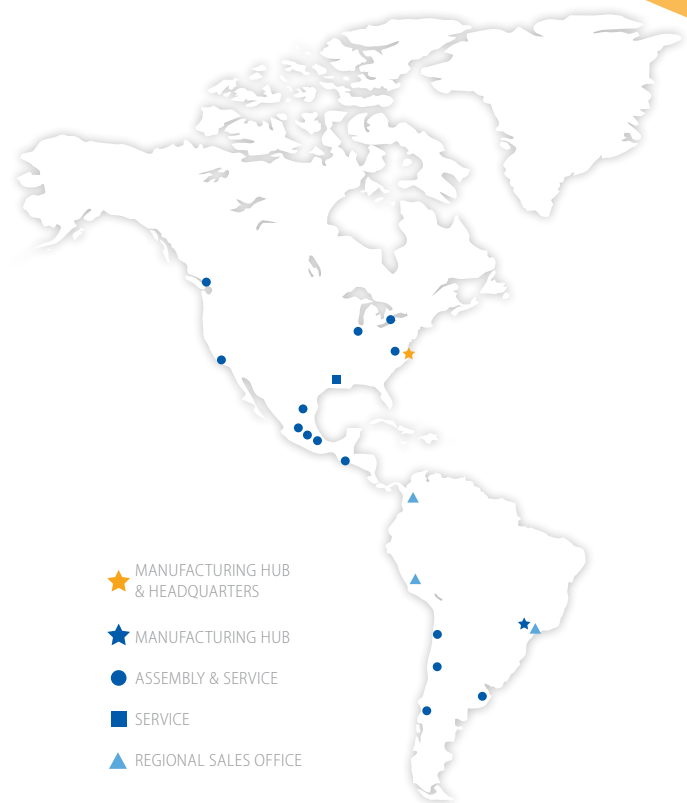 MANUFACTURING HUB
& HEADQUARTERS
MANUFACTURING HUB
ASSEMBLY & SERVICE
SERVICE
REGIONAL SALES OFFICE